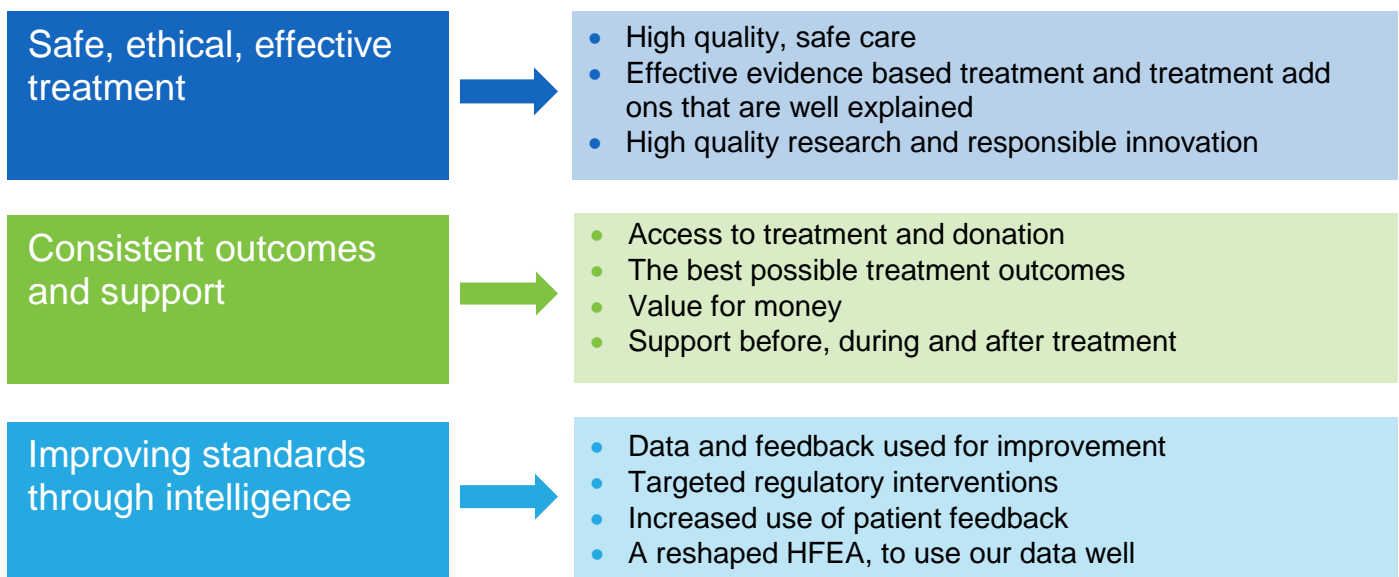 Safe, ethical, effective
treatment
• High quality, safe care
• Effective evidence based treatment and treatment add
ons that are well explained
• High quality research and responsible innovation
Consistent outcomes
and support
• Access to treatment and donation
• The best possible treatment outcomes
• Value for money
• Support before, during and after treatment
Improving standards
through intelligence
• Data and feedback used for improvement
• Targeted regulatory interventions
• Increased use of patient feedback
• A reshaped HFEA, to use our data well